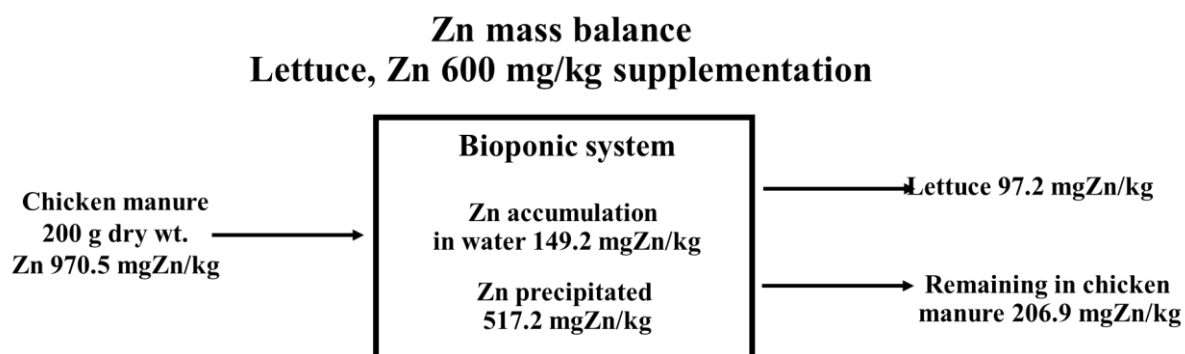 Zn mass balance
Lettuce, Zn 600 mg/kg supplementation
Chicken manure
200 g dry wt.
Zn 970.5 mgZn/kg
Bioponic system
Zn accumulation
in water 149.2 mgZn/kg
Zn precipitated
517.2 mgZn/kg
Lettuce 97.2 mgZn/kg
Remaining in chicken
manure 206.9 mgZn/kg